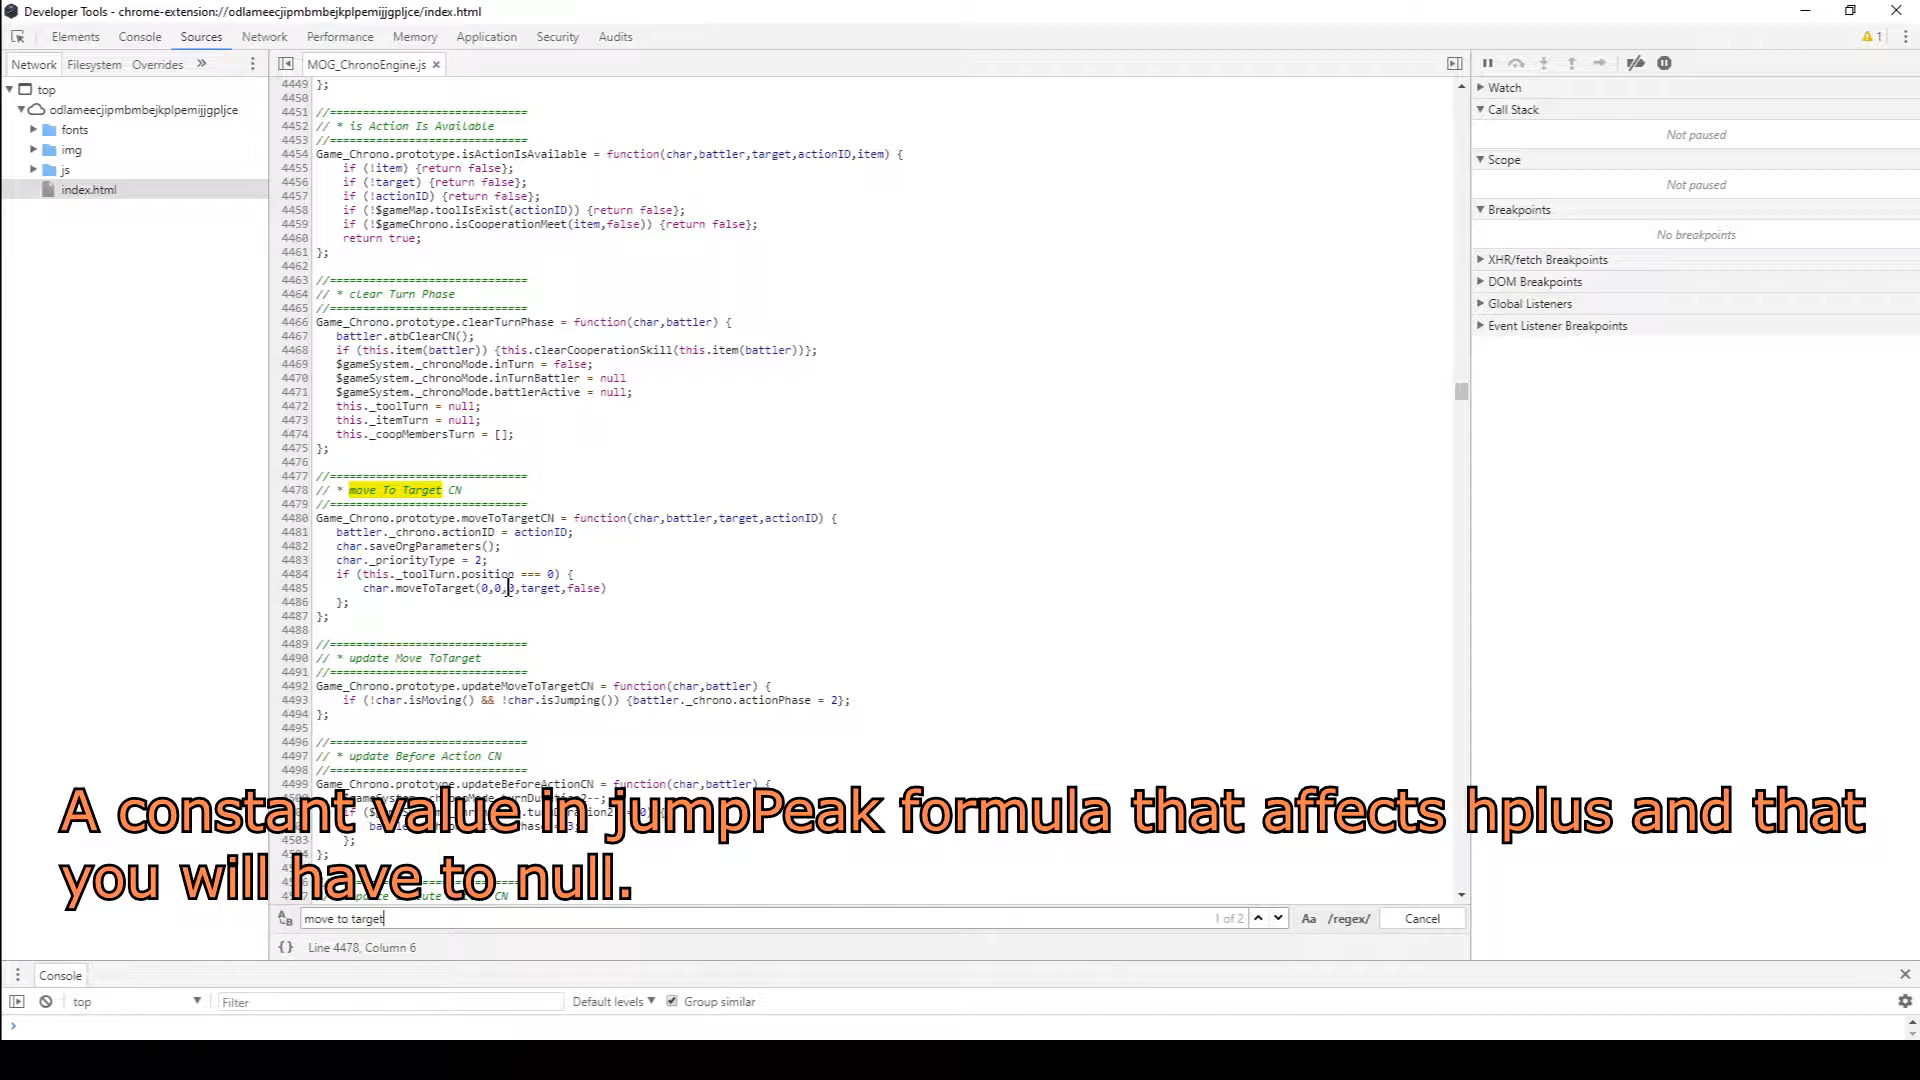 Developer Tools - chrome-extension://odlameecjipmbmbejkplpemijjgpljce/index.html
Elements Console Sources Network Performance Memory Application Security Audits 1
Network Filesystem Overrides » MOG_ChronoEngine.js ×
top
odlameecjipmbmbejkplpemijjgpljce
fonts
img
js
index.html
4449 };
4450
4451 //==============================
4452 // * is Action Is Available
4453 //==============================
4454 Game_Chrono.prototype.isActionIsAvailable = function(char,battler,target,actionID,item) {
4455 if (!item) {return false};
4456 if (!target) {return false};
4457 if (!actionID) {return false};
4458 if (!$gameMap.toolIsExist(actionID)) {return false};
4459 if (!$gameChrono.isCooperationMeet(item,false)) {return false};
4460 return true;
4461 };
4462
4463 //==============================
4464 // * clear Turn Phase
4465 //==============================
4466 Game_Chrono.prototype.clearTurnPhase = function(char,battler) {
4467 battler.atbClearCN();
4468 if (this.item(battler)) {this.clearCooperationSkill(this.item(battler))};
4469 $gameSystem._chronoMode.inTurn = false;
4470 $gameSystem._chronoMode.inTurnBattler = null
4471 $gameSystem._chronoMode.battlerActive = null;
4472 this._toolTurn = null;
4473 this._itemTurn = null;
4474 this._coopMembersTurn = [];
4475 };
4476
4477 //==============================
4478 // * move To Target CN
4479 //==============================
4480 Game_Chrono.prototype.moveToTargetCN = function(char,battler,target,actionID) {
4481 battler._chrono.actionID = actionID;
4482 char.saveOrgParameters();
4483 char._priorityType = 2;
4484 if (this._toolTurn.position === 0) {
4485 char.moveToTarget(0,0,0,target,false)
4486 };
4487 };
4488
4489 //==============================
4490 // * update Move ToTarget
4491 //==============================
4492 Game_Chrono.prototype.updateMoveToTargetCN = function(char,battler) {
4493 if (!char.isMoving() && !char.isJumping()) {battler._chrono.actionPhase = 2};
4494 };
4495
4496 //==============================
4497 // * update Before Action CN
4498 //==============================
4499 Game_Chrono.prototype.updateBeforeActionCN = function(char,battler) {
4503 };
4504 };
A constant value in jumpPeak formula that affects hplus and that
you will have to null.
move to target 1 of 2 Aa /regex/ Cancel
{} Line 4478, Column 6
Watch
Call Stack
Not paused
Scope
Not paused
Breakpoints
No breakpoints
XHR/fetch Breakpoints
DOM Breakpoints
Global Listeners
Event Listener Breakpoints
Console
top Filter Default levels Group similar